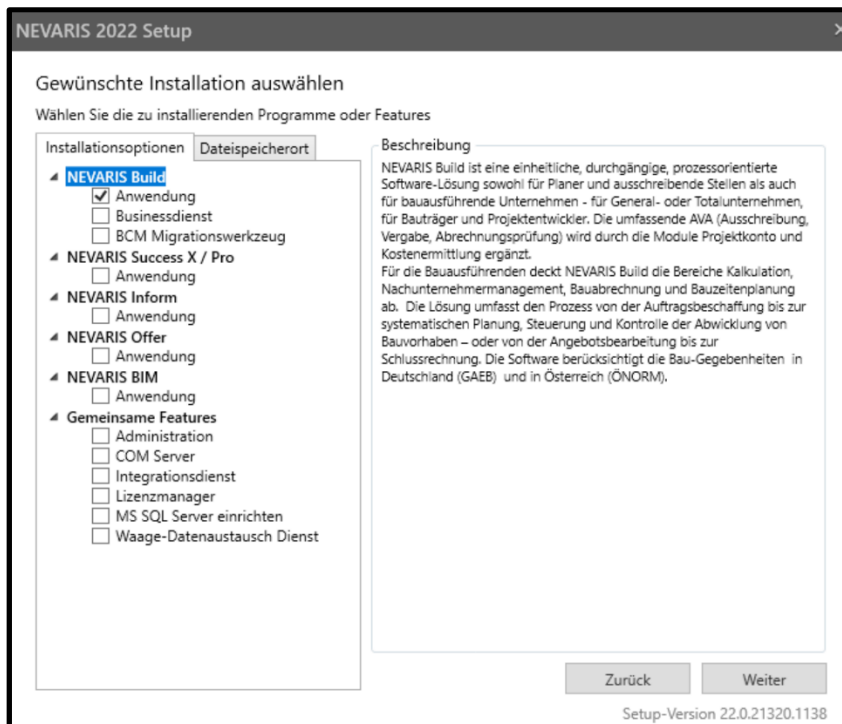 NEVARIS 2022 Setup
Gewünschte Installation auswählen
Wählen Sie die zu installierenden Programme oder Features
Installationsoptionen
Dateispeicherort
NEVARIS Build
Anwendung
Businessdienst
BCM Migrationswerkzeug
NEVARIS Success X / Pro
Anwendung
NEVARIS Inform
Anwendung
NEVARIS Offer
Anwendung
NEVARIS BIM
Anwendung
Gemeinsame Features
Administration
COM Server
Integrationsdienst
Lizenzmanager
MS SQL Server einrichten
Waage-Datenaustausch Dienst
Beschreibung
NEVARIS Build ist eine einheitliche, durchgängige, prozessorientierte
Software-Lösung sowohl für Planer und ausschreibende Stellen als auch
für bauausführende Unternehmen - für General- oder Totalunternehmen,
für Bauträger und Projektentwickler. Die umfassende AVA (Ausschreibung,
Vergabe, Abrechnungsprüfung) wird durch die Module Projektkonto und
Kostenermittlung ergänzt.
Für die Bauausführenden deckt NEVARIS Build die Bereiche Kalkulation,
Nachunternehmermanagement, Bauabrechnung und Bauzeitenplanung
ab. Die Lösung umfasst den Prozess von der Auftragsbeschaffung bis zur
systematischen Planung, Steuerung und Kontrolle der Abwicklung von
Bauvorhaben – oder von der Angebotsbearbeitung bis zur
Schlussrechnung. Die Software berücksichtigt die Bau-Gegebenheiten in
Deutschland (GAEB) und in Österreich (ÖNORM).
Zurück
Weiter
Setup-Version 22.0.21320.1138